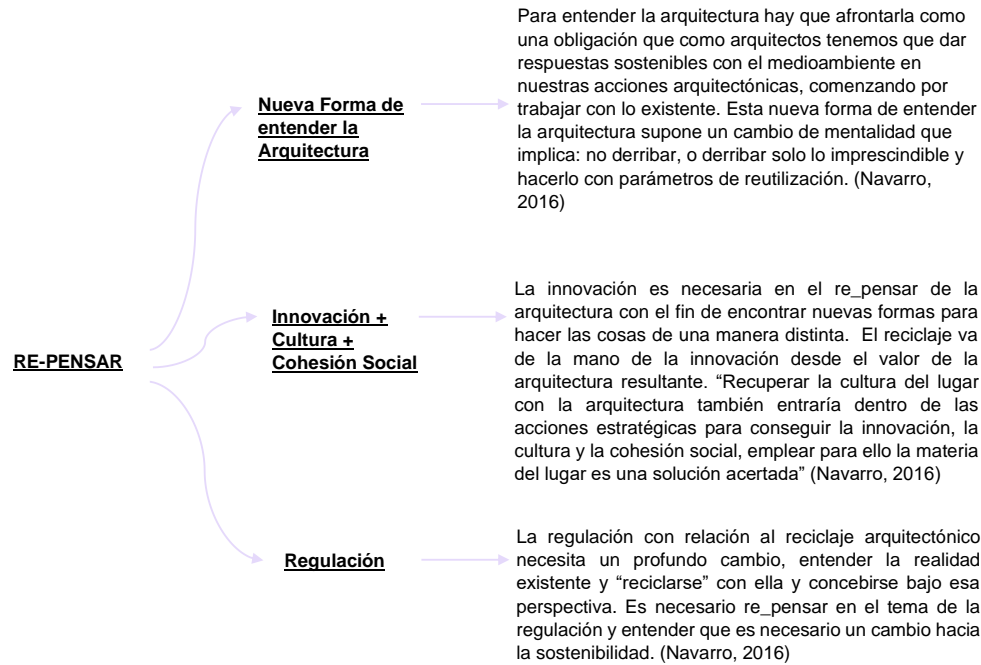 RE-PENSAR
Nueva Forma de
entender la
Arquitectura
Para entender la arquitectura hay que afrontarla como
una obligación que como arquitectos tenemos que dar
respuestas sostenibles con el medioambiente en
nuestras acciones arquitectónicas, comenzando por
trabajar con lo existente. Esta nueva forma de entender
la arquitectura supone un cambio de mentalidad que
implica: no derribar, o derribar solo lo imprescindible y
hacerlo con parámetros de reutilización. (Navarro,
2016)
Innovación +
Cultura +
Cohesión Social
La innovación es necesaria en el re_pensar de la
arquitectura con el fin de encontrar nuevas formas para
hacer las cosas de una manera distinta. El reciclaje va
de la mano de la innovación desde el valor de la
arquitectura resultante. “Recuperar la cultura del lugar
con la arquitectura también entraría dentro de las
acciones estratégicas para conseguir la innovación, la
cultura y la cohesión social, emplear para ello la materia
del lugar es una solución acertada” (Navarro, 2016)
Regulación
La regulación con relación al reciclaje arquitectónico
necesita un profundo cambio, entender la realidad
existente y “reciclarse” con ella y concebirse bajo esa
perspectiva. Es necesario re_pensar en el tema de la
regulación y entender que es necesario un cambio hacia
la sostenibilidad. (Navarro, 2016)